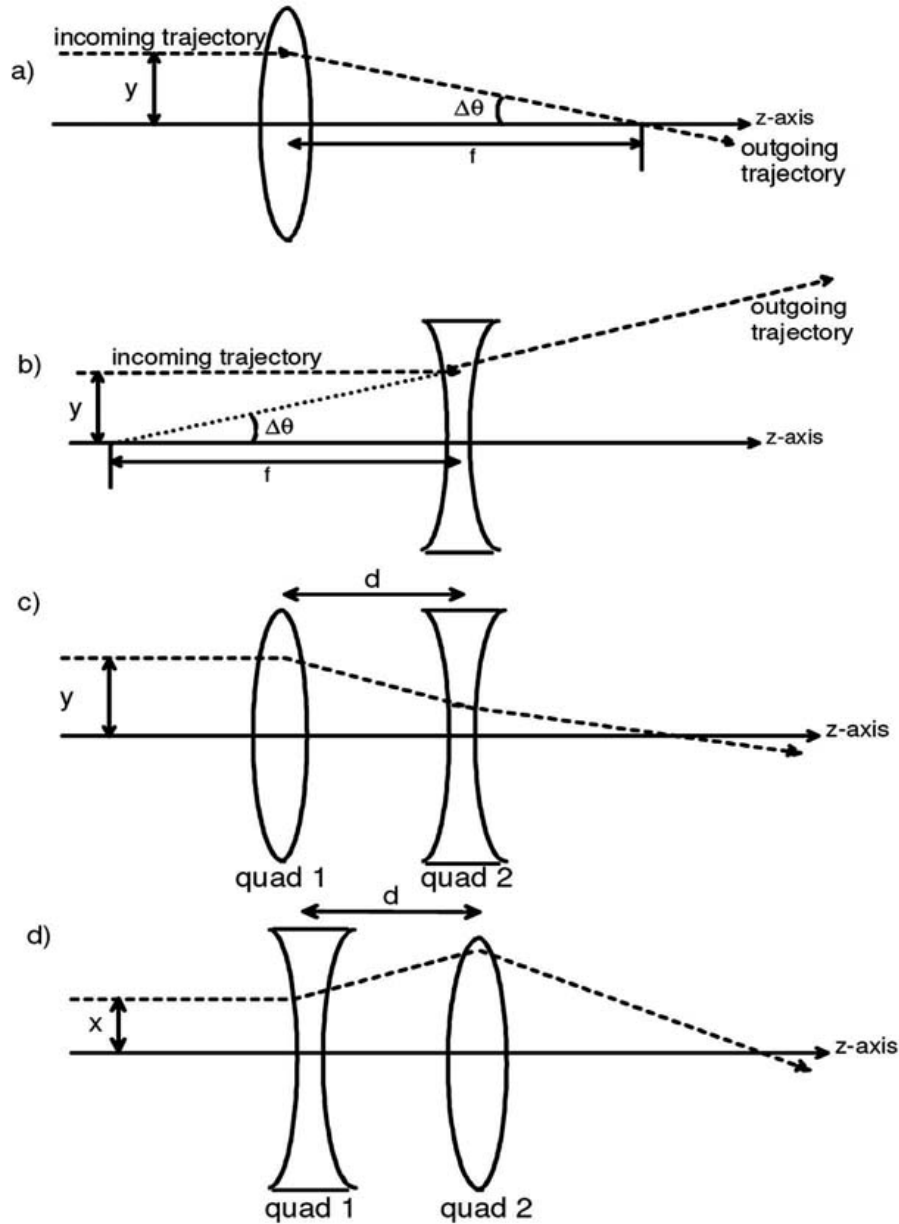 a)
incoming trajectory
y
Δθ
z-axis
f
outgoing
trajectory
b)
incoming trajectory
outgoing
trajectory
y
Δθ
z-axis
f
c)
d
y
z-axis
quad 1 quad 2
d)
d
x
z-axis
quad 1 quad 2